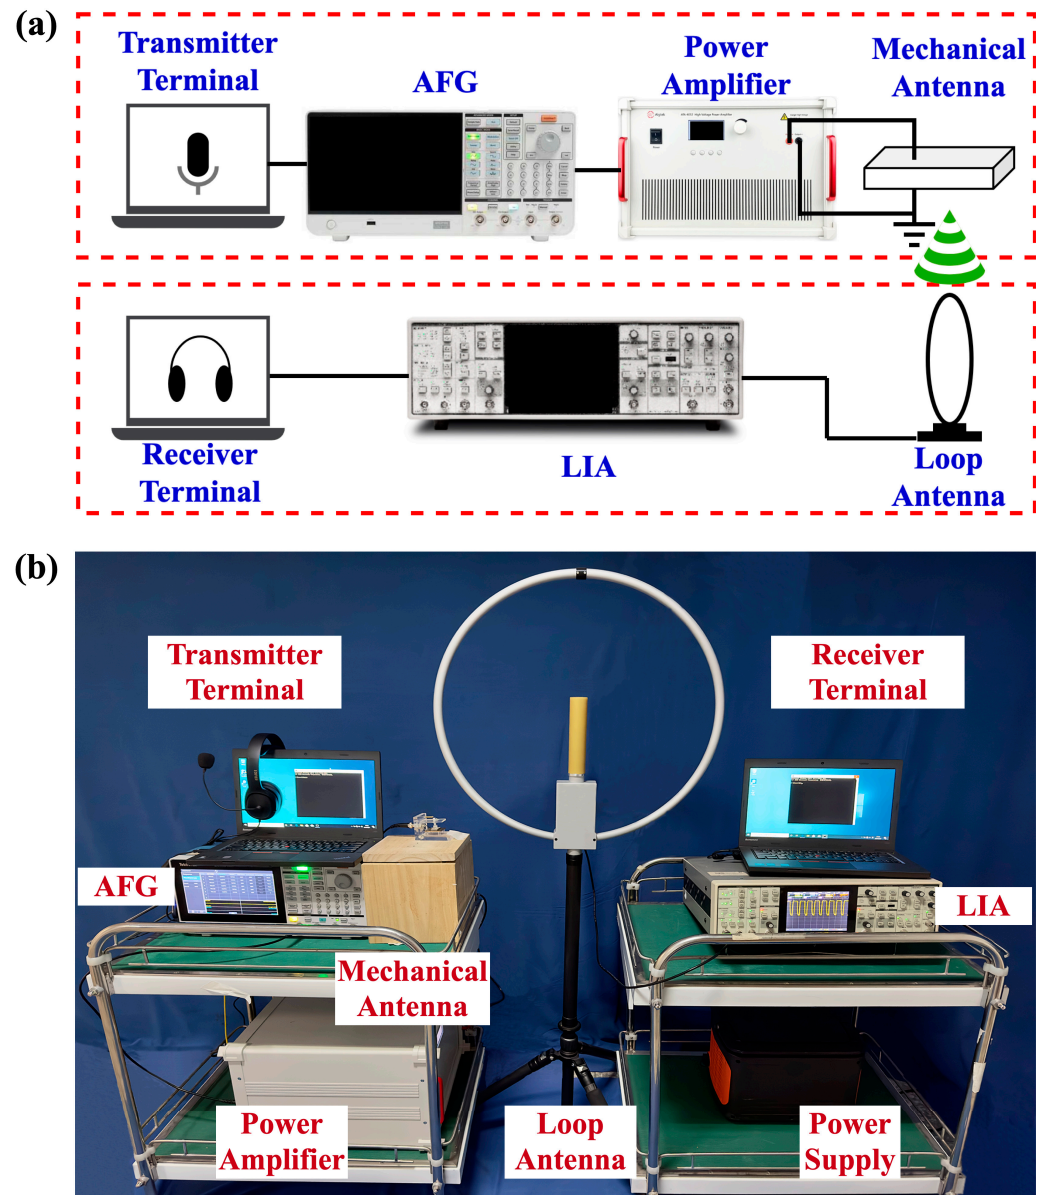 (a)
Transmitter
Terminal
AFG
Power
Amplifier
Mechanical
Antenna
Receiver
Terminal
LIA
Loop
Antenna
(b)
Transmitter
Terminal
Receiver
Terminal
AFG
LIA
Mechanical
Antenna
Power
Amplifier
Loop
Antenna
Power
Supply